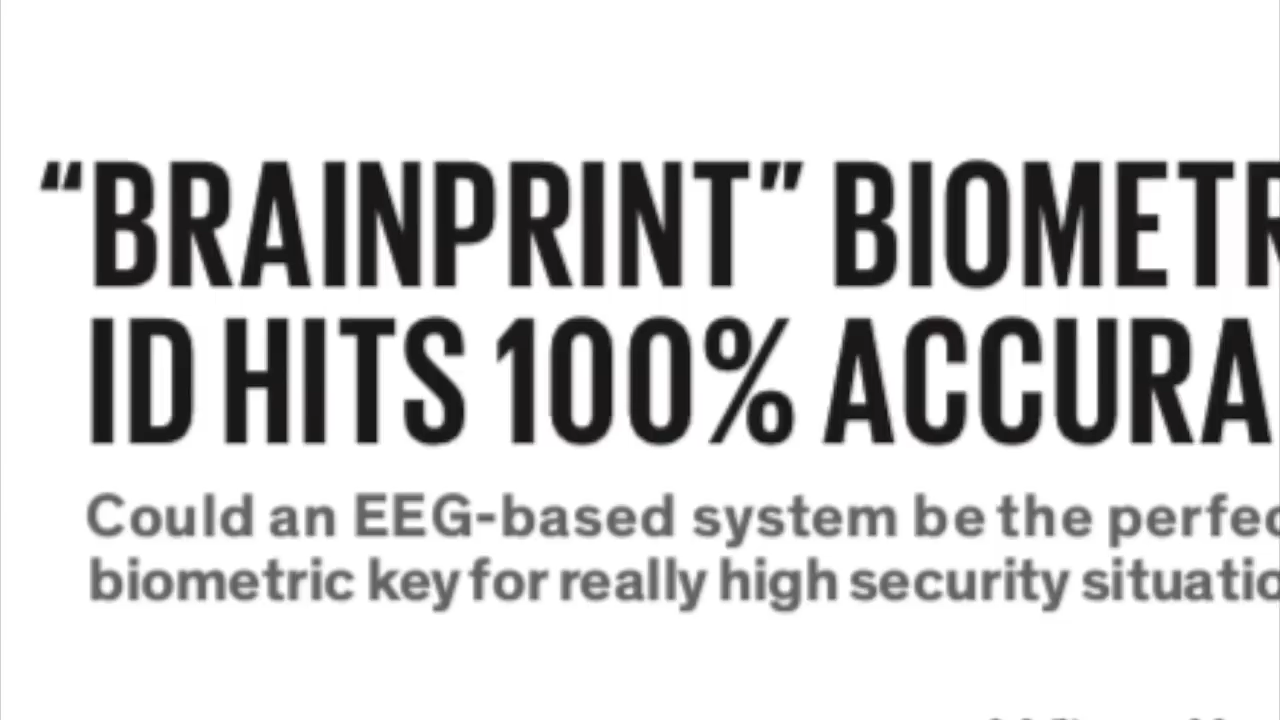 “BRAINPRINT” BIOMETR
ID HITS 100% ACCURA
Could an EEG-based system be the perfec
biometric key for really high security situatio